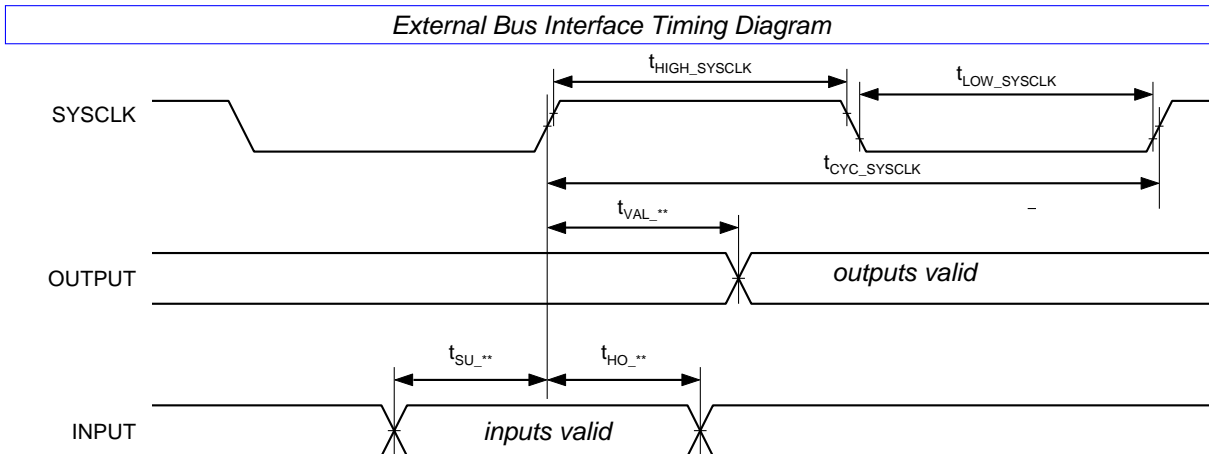 External Bus Interface Timing Diagram
tHIGH_SYSCLK
tLOW_SYSCLK
SYSCLK
tCYC_SYSCLK
tVAL_**
_
OUTPUT
outputs valid
tSU_**
tHO_**
INPUT
inputs valid